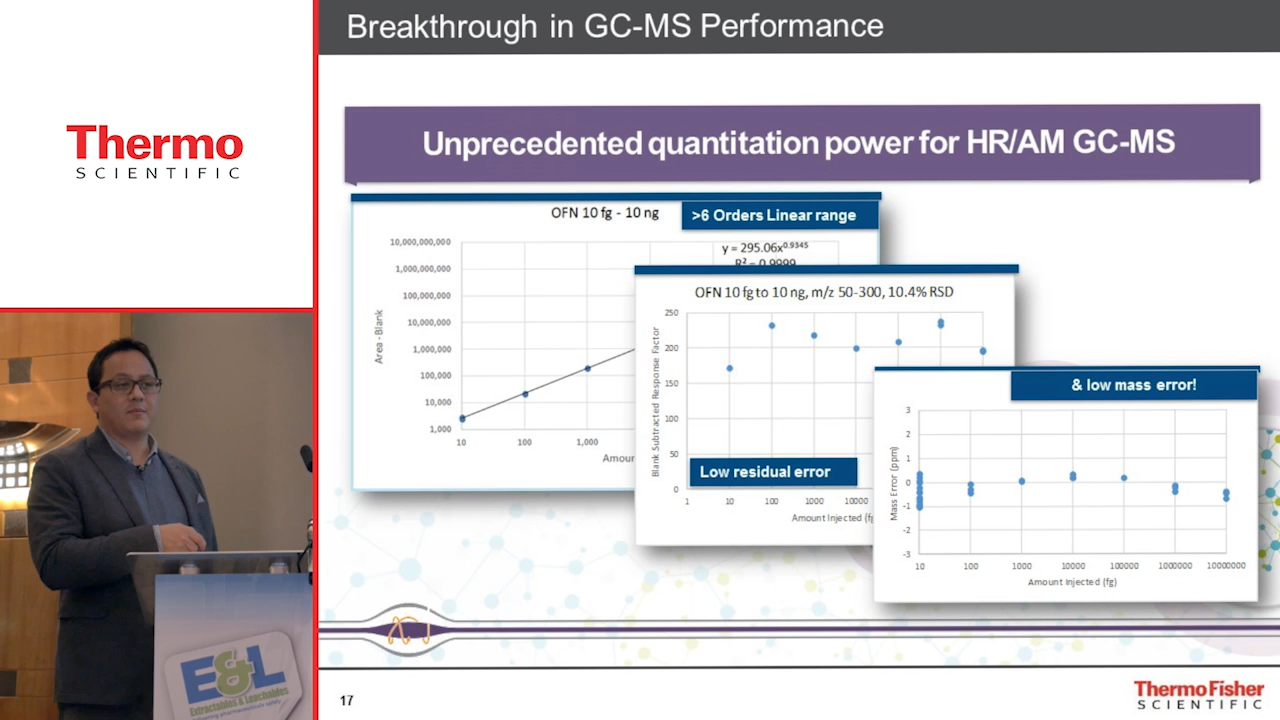 Breakthrough in GC-MS Performance
Thermo
SCIENTIFIC
Unprecedented quantitation power for HR/AM GC-MS
OFN 10 fg - 10 ng
>6 Orders Linear range
y = 295.06x^0.9345
R² = 0.9999
10,000,000,000
1,000,000,000
100,000,000
10,000,000
1,000,000
100,000
10,000
1,000
Area - Blank
10 100 1,000
OFN 10 fg to 10 ng, m/z 50-300, 10.4% RSD
250
200
150
100
50
0
Blank Subtracted Response Factor
Low residual error
1 10 100 1000 10000
Amount Injected
& low mass error!
3
2
1
0
-1
-2
-3
Mass Error (ppm)
10 100 1000 10000 100000 1000000 10000000
Amount Injected (fg)
E&L
Extractables & Leachables
17
ThermoFisher
SCIENTIFIC